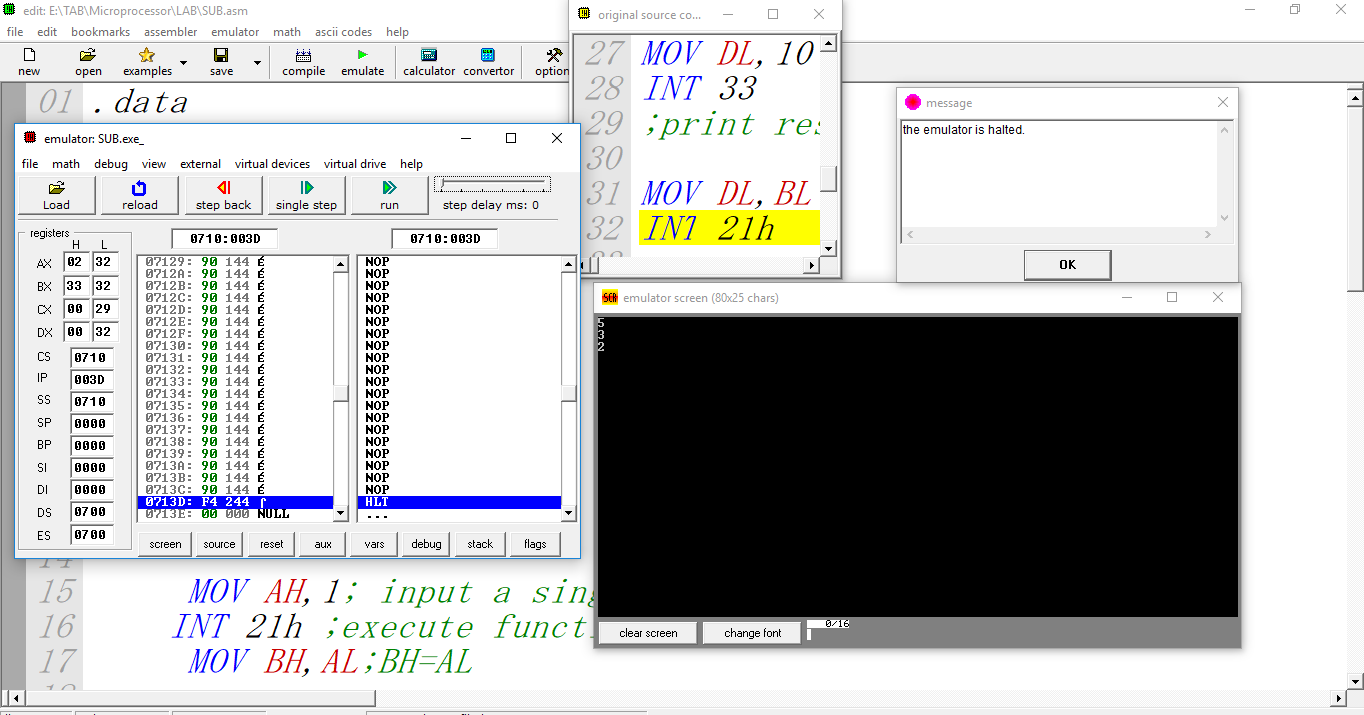 edit: E:\TAB\Microprocessor\LAB\SUB.asm
file edit bookmarks assembler emulator math ascii codes help
new open examples save compile emulate calculator convertor option
01 .data
original source co...
27 MOV DL,10
28 INT 33
29 ;print res
30
31 MOV DL,BL
32 INT 21h
message
the emulator is halted.
OK
emulator: SUB.exe_
file math debug view external virtual devices virtual drive help
Load reload step back single step run step delay ms: 0
registers
H L
AX 02 32
BX 33 32
CX 00 29
DX 00 32
CS 0710
IP 003D
SS 0710
SP 0000
BP 0000
SI 0000
DI 0000
DS 0700
ES 0700
0710:003D 0710:003D
07129: 90 144 É NOP
0712A: 90 144 É NOP
0712B: 90 144 É NOP
0712C: 90 144 É NOP
0712D: 90 144 É NOP
0712E: 90 144 É NOP
0712F: 90 144 É NOP
07130: 90 144 É NOP
07131: 90 144 É NOP
07132: 90 144 É NOP
07133: 90 144 É NOP
07134: 90 144 É NOP
07135: 90 144 É NOP
07136: 90 144 É NOP
07137: 90 144 É NOP
07138: 90 144 É NOP
07139: 90 144 É NOP
0713A: 90 144 É NOP
0713B: 90 144 É NOP
0713C: 90 144 É NOP
0713D: F4 244 ⌠ HLT
0713E: 00 000 NULL ...
screen source reset aux vars debug stack flags
emulator screen (80x25 chars)
5
3
2
clear screen change font 0/16
14
15 MOV AH,1; input a sing
16 INT 21h ;execute functi
17 MOV BH,AL;BH=AL